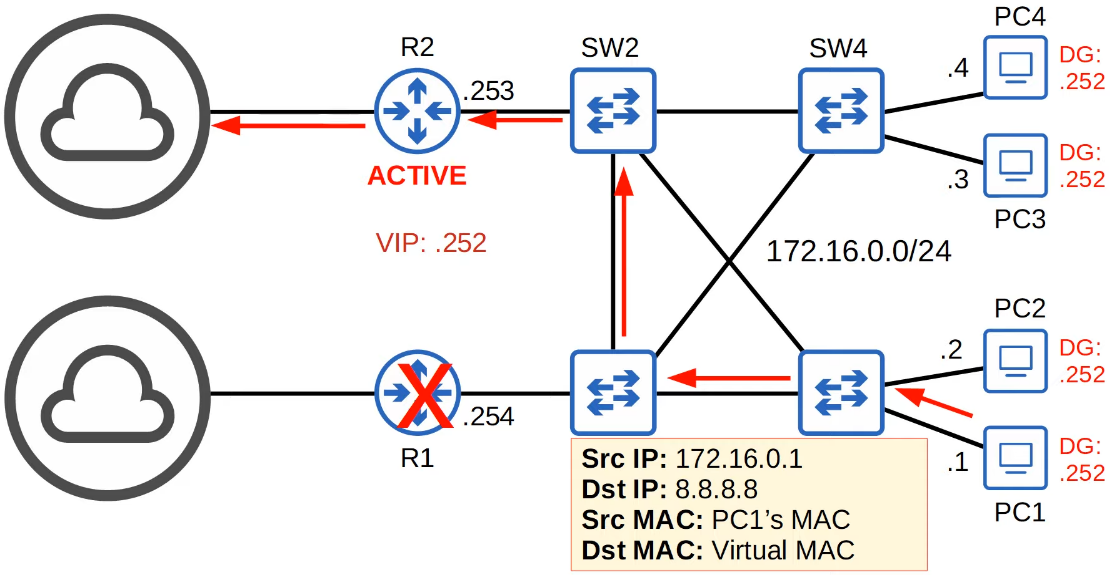 PC4
R2
SW2
SW4
DG:
.252
.4
.253
ACTIVE
DG:
.252
.3
PC3
VIP: .252
172.16.0.0/24
PC2
.2
DG:
.252
.254
R1
DG:
.252
.1
PC1
Src IP: 172.16.0.1
Dst IP: 8.8.8.8
Src MAC: PC1’s MAC
Dst MAC: Virtual MAC